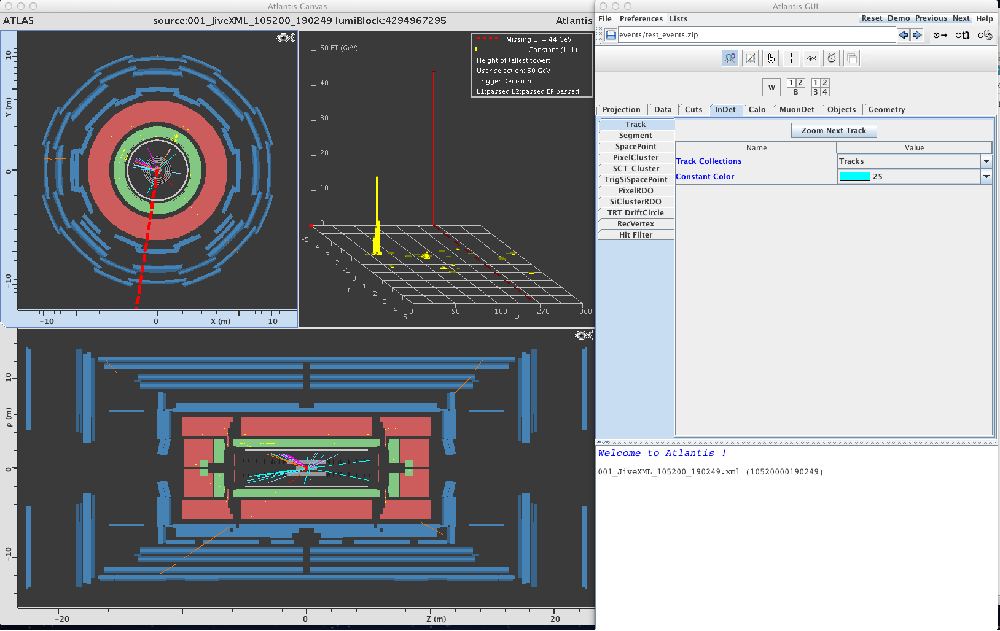 Atlantis Canvas
ATLAS source:001_JiveXML_105200_190249 lumiBlock:4294967295 Atlantis
10
Y (m)
0
-10
-10 0 X (m) 10
50 ET (GeV)
40
30
20
10
0
-5
-4
-3
-2
-1
0
η
1
2
3
4
5
0 90 180 270 360
Φ
Missing ET= 44 GeV
Constant (1-1)
Height of tallest tower:
User selection: 50 GeV
Trigger Decision:
L1:passed L2:passed EF:passed
10
ρ (m)
0
-10
-20 0 Z (m) 20
Atlantis GUI
File Preferences Lists Reset Demo Previous Next Help
events/test_events.zip
W
1 2
B
1 2
3 4
Projection Data Cuts InDet Calo MuonDet Objects Geometry
Track
Segment
SpacePoint
PixelCluster
SCT_Cluster
TrigSiSpacePoint
PixelRDO
SiClusterRDO
TRT DriftCircle
RecVertex
Hit Filter
Zoom Next Track
Name Value
Track Collections Tracks
Constant Color 25
Welcome to Atlantis !
001_JiveXML_105200_190249.xml (10520000190249)